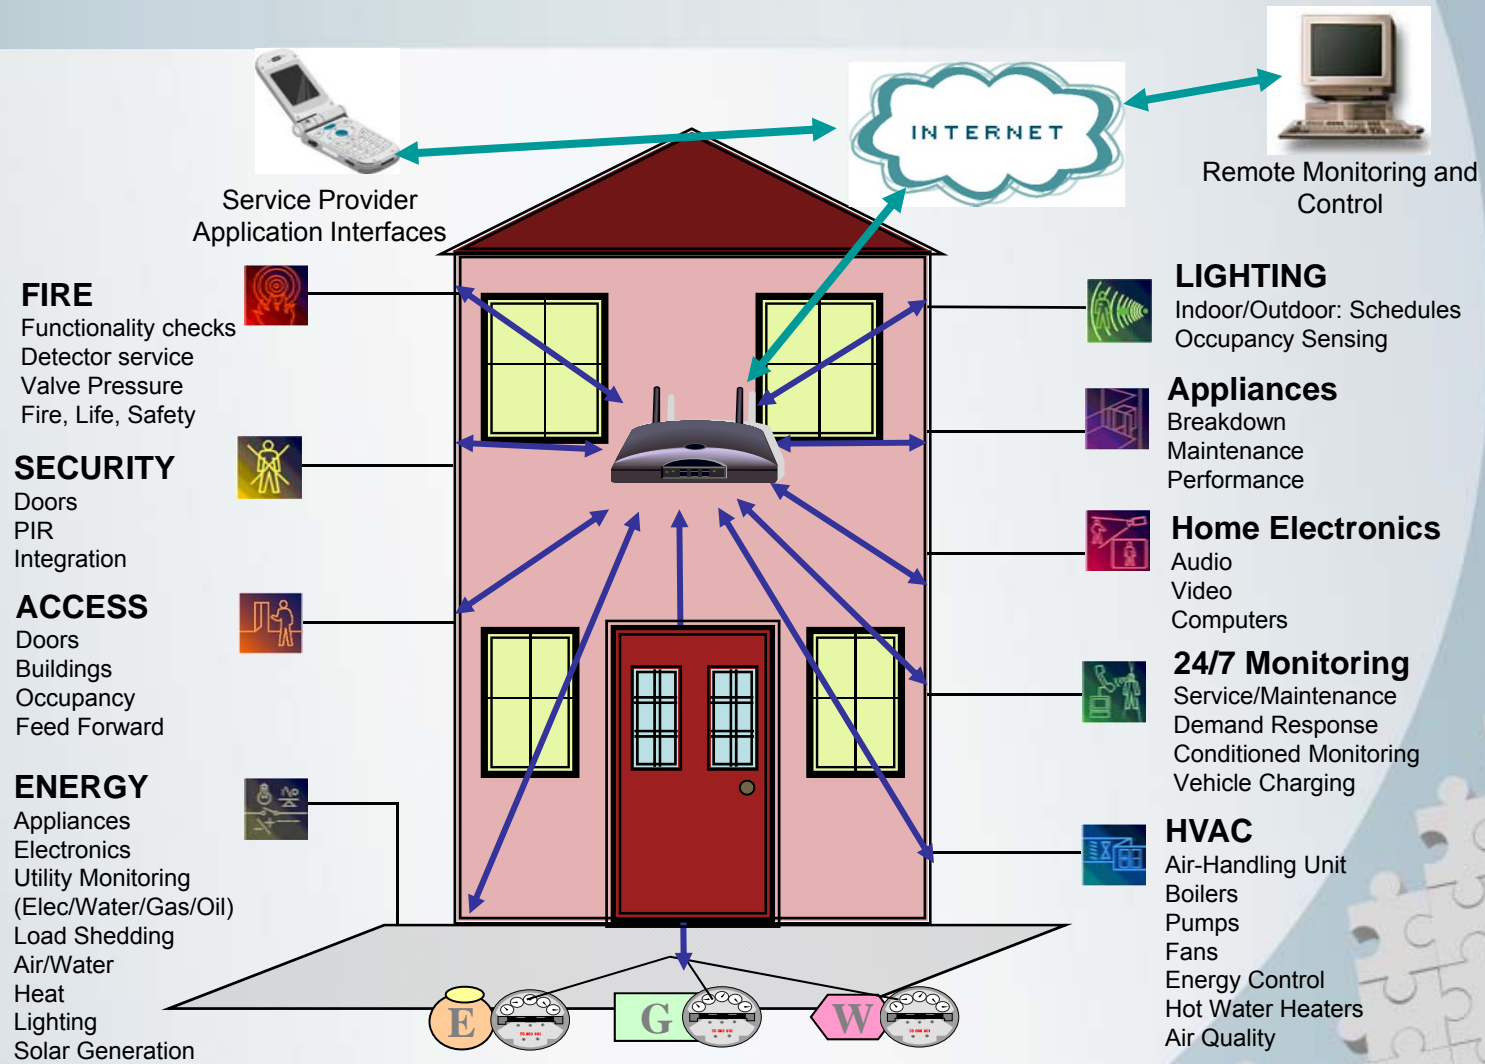 INTERNET
Service Provider
Application Interfaces
Remote Monitoring and
Control
FIRE
Functionality checks
Detector service
Valve Pressure
Fire, Life, Safety
SECURITY
Doors
PIR
Integration
ACCESS
Doors
Buildings
Occupancy
Feed Forward
ENERGY
Appliances
Electronics
Utility Monitoring
(Elec/Water/Gas/Oil)
Load Shedding
Air/Water
Heat
Lighting
Solar Generation
LIGHTING
Indoor/Outdoor: Schedules
Occupancy Sensing
Appliances
Breakdown
Maintenance
Performance
Home Electronics
Audio
Video
Computers
24/7 Monitoring
Service/Maintenance
Demand Response
Conditioned Monitoring
Vehicle Charging
HVAC
Air-Handling Unit
Boilers
Pumps
Fans
Energy Control
Hot Water Heaters
Air Quality
E
G
W